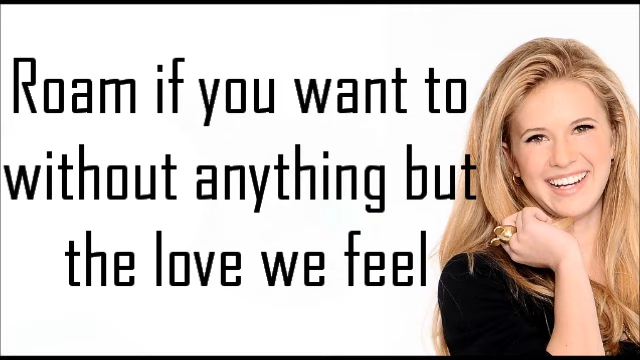 Roam if you want to
without anything but
the love we feel